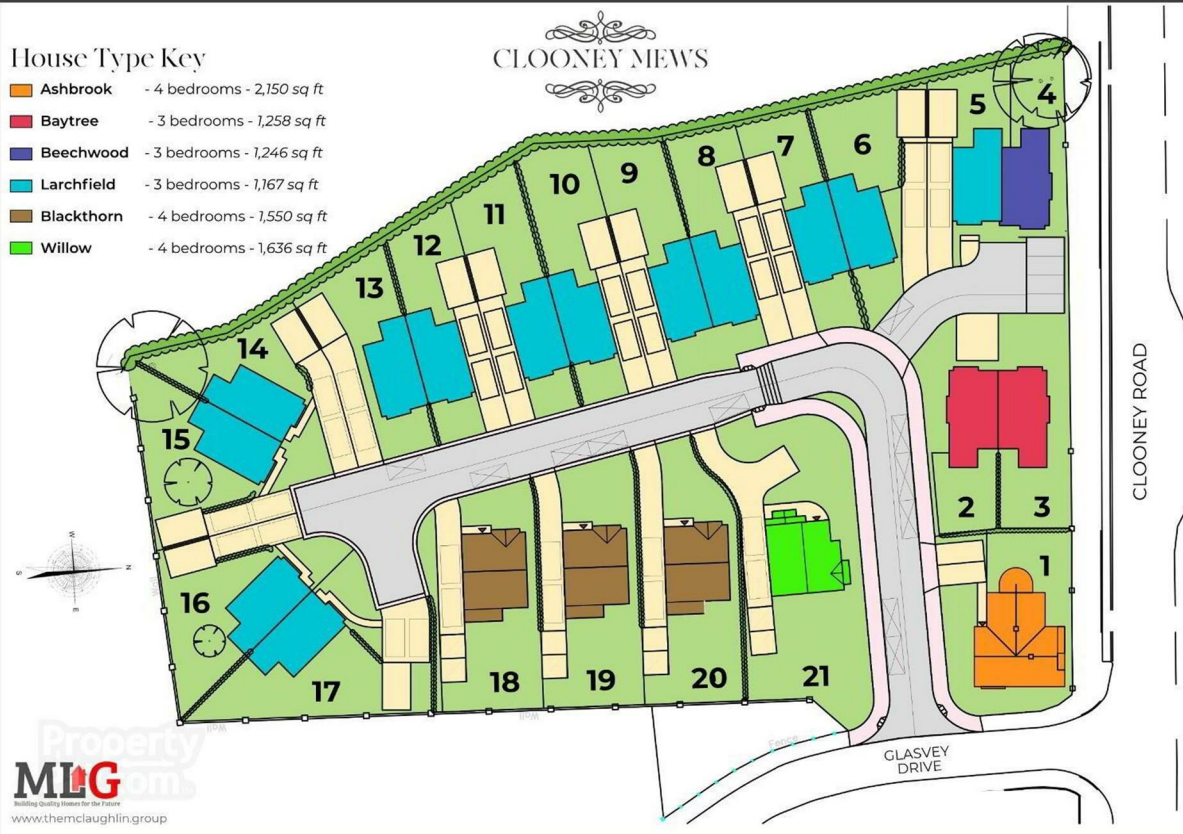 House Type Key
Ashbrook - 4 bedrooms - 2,150 sq ft
Baytree - 3 bedrooms - 1,258 sq ft
Beechwood - 3 bedrooms - 1,246 sq ft
Larchfield - 3 bedrooms - 1,167 sq ft
Blackthorn - 4 bedrooms - 1,550 sq ft
Willow - 4 bedrooms - 1,636 sq ft
CLOONEY MEWS
4
5
6
7
8
9
10
11
12
13
14
15
16
17
18
19
20
21
2
3
1
CLOONEY ROAD
GLASVEY
DRIVE
Fence
Wall
Wall
W
N
S
E
Property
MLG
Building Quality Homes for the Future
www.themclaughlin.group